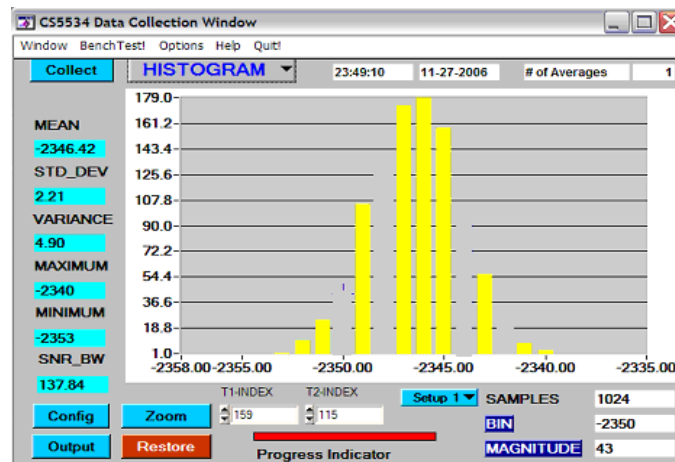 CS5534 Data Collection Window
Window BenchTest! Options Help Quit!
Collect HISTOGRAM 23:49:10 11-27-2006 # of Averages 1
MEAN
-2346.42
STD_DEV
2.21
VARIANCE
4.90
MAXIMUM
-2340
MINIMUM
-2353
SNR_BW
137.84
179.0
161.2
143.4
125.6
107.8
90.0
72.2
54.4
36.6
18.8
1.0
-2358.00 -2355.00 -2350.00 -2345.00 -2340.00 -2335.00
T1-INDEX T2-INDEX
159 115
Setup 1
SAMPLES 1024
BIN -2350
MAGNITUDE 43
Config Zoom
Output Restore
Progress Indicator